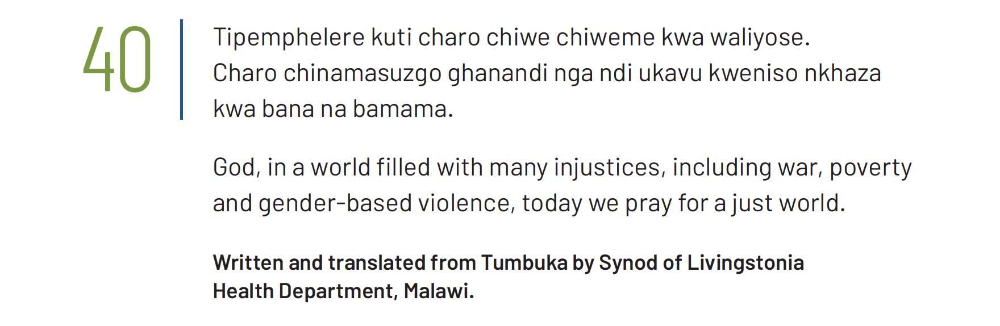 40
Tipemphelere kuti charo chiwe chiweme kwa waliyose.
Charo chinamasuzgo ghanandi nga ndi ukavu kweniso nkhaza
kwa bana na bamama.
God, in a world filled with many injustices, including war, poverty
and gender-based violence, today we pray for a just world.
Written and translated from Tumbuka by Synod of Livingstonia
Health Department, Malawi.